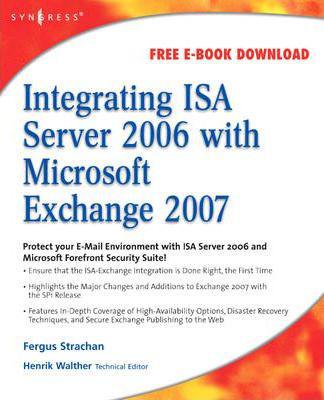 SYNGRESS®
FREE E-BOOK DOWNLOAD
Integrating ISA
Server 2006 with
Microsoft
Exchange 2007
Protect your E-Mail Environment with ISA Server 2006 and
Microsoft Forefront Security Suite!
• Ensure that the ISA-Exchange Integration is Done Right, the First Time
• Highlights the Major Changes and Additions to Exchange 2007 with
the SP1 Release
• Features In-Depth Coverage of High-Availability Options, Disaster Recovery
Techniques, and Secure Exchange Publishing to the Web
Fergus Strachan
Henrik Walther Technical Editor